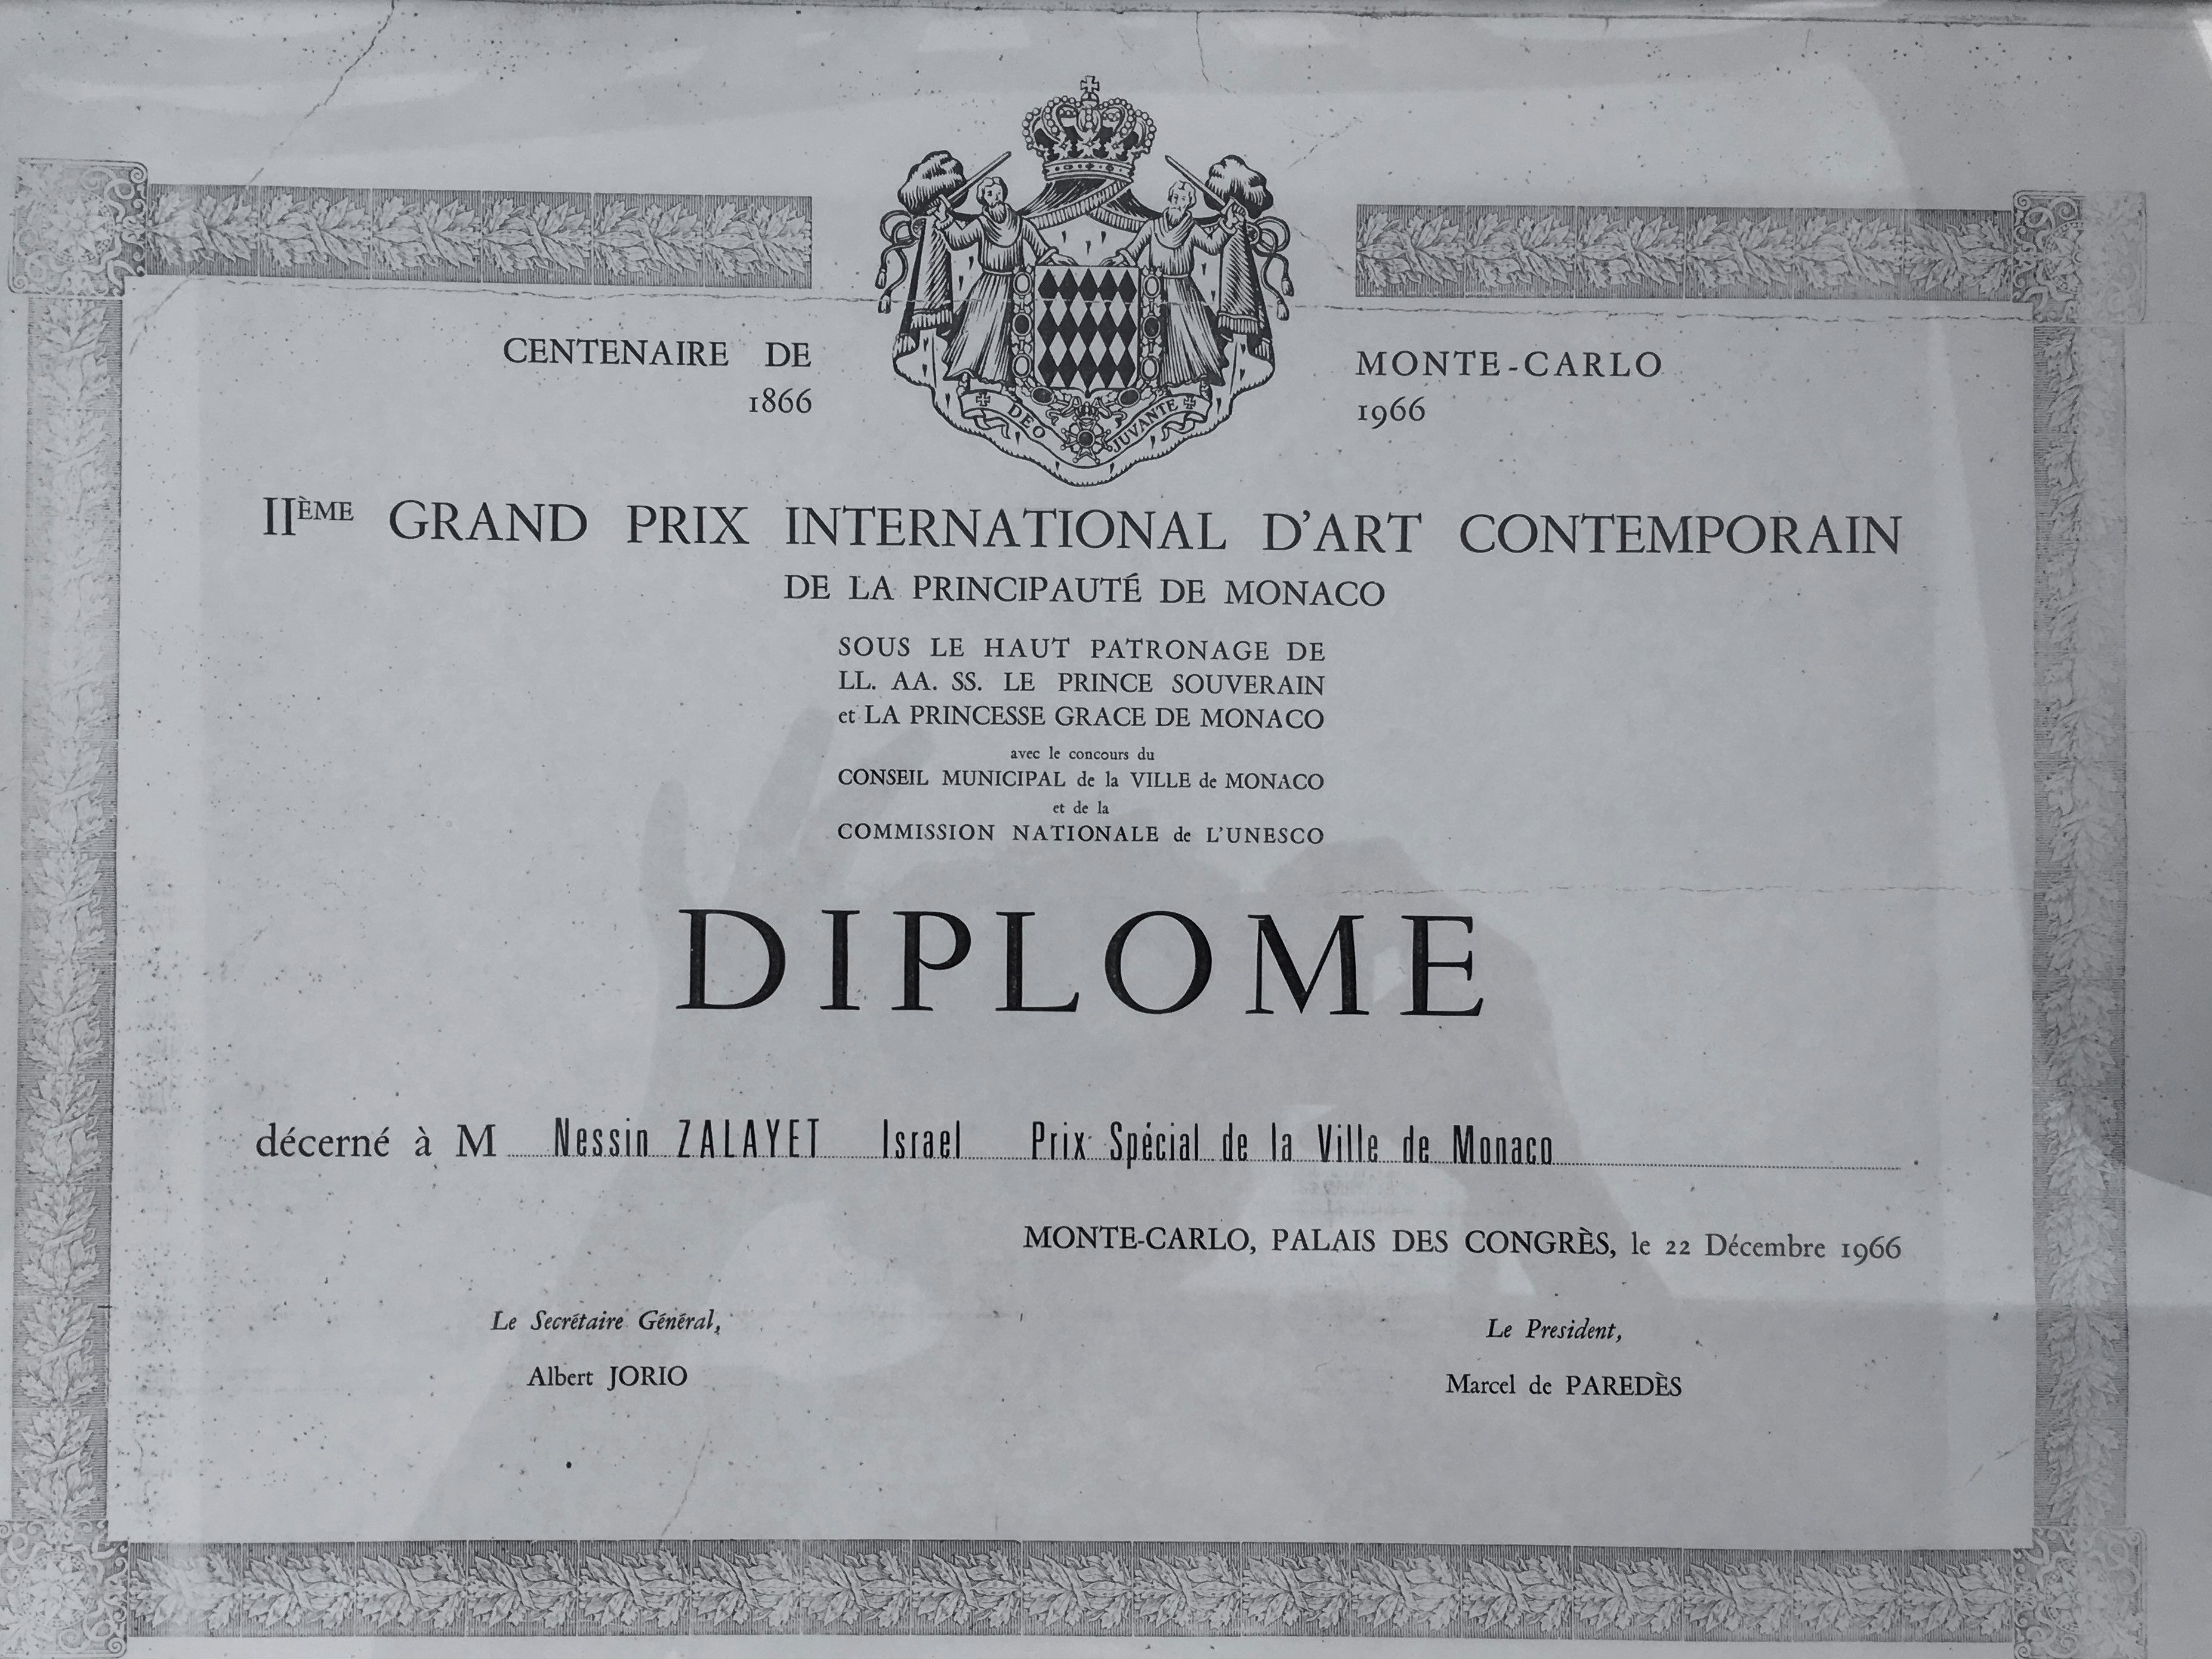 CENTENAIRE DE MONTE-CARLO
1866 1966
DEO JUVANTE
IIÈME GRAND PRIX INTERNATIONAL D'ART CONTEMPORAIN
DE LA PRINCIPAUTÉ DE MONACO
SOUS LE HAUT PATRONAGE DE
LL. AA. SS. LE PRINCE SOUVERAIN
et LA PRINCESSE GRACE DE MONACO
avec le concours du
CONSEIL MUNICIPAL de la VILLE de MONACO
et de la
COMMISSION NATIONALE de L'UNESCO
DIPLOME
décerné à M Nessin ZALAYET Israel Prix Spécial de la Ville de Monaco .
MONTE-CARLO, PALAIS DES CONGRÈS, le 22 Décembre 1966
Le Secrétaire Général, Le President,
Albert JORIO Marcel de PAREDÈS